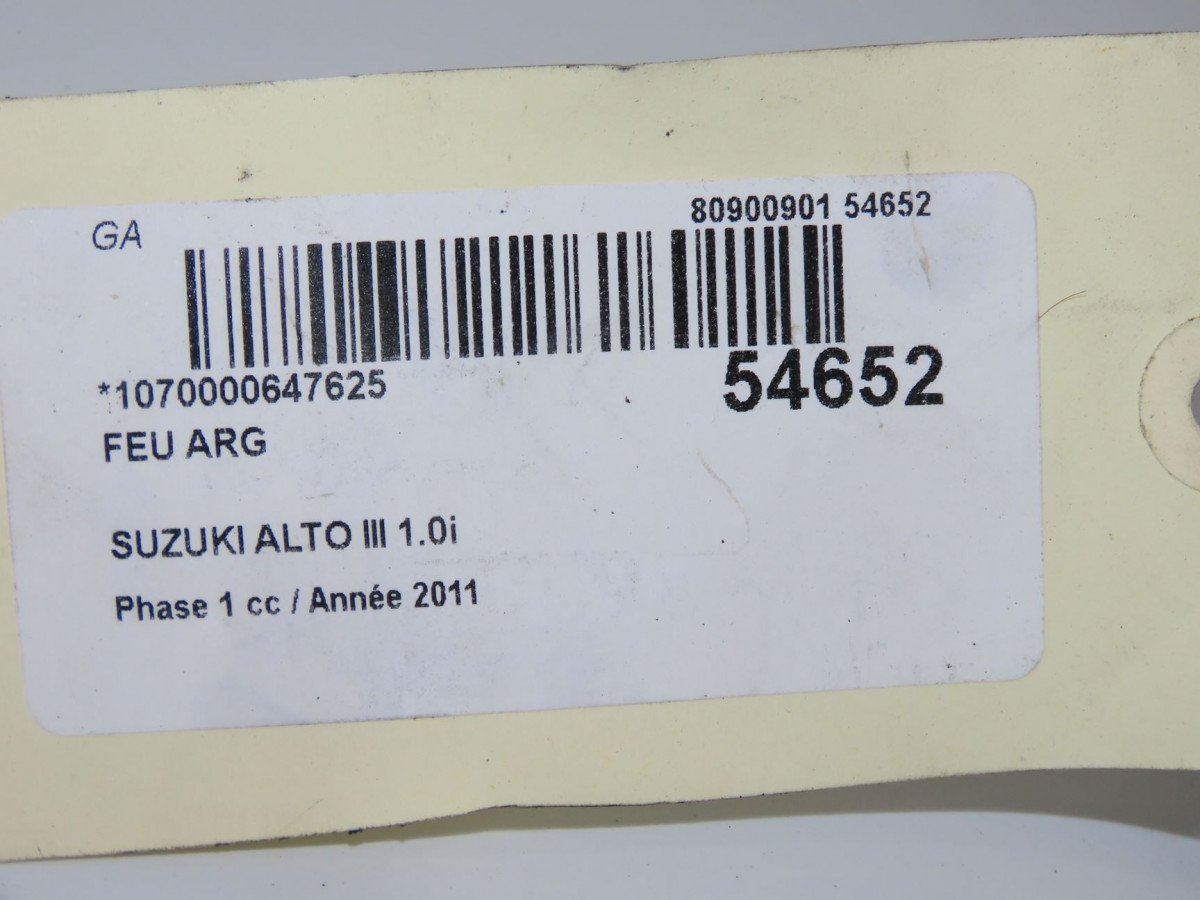 GA
80900901 54652
*1070000647625
54652
FEU ARG
SUZUKI ALTO III 1.0i
Phase 1 cc / Année 2011